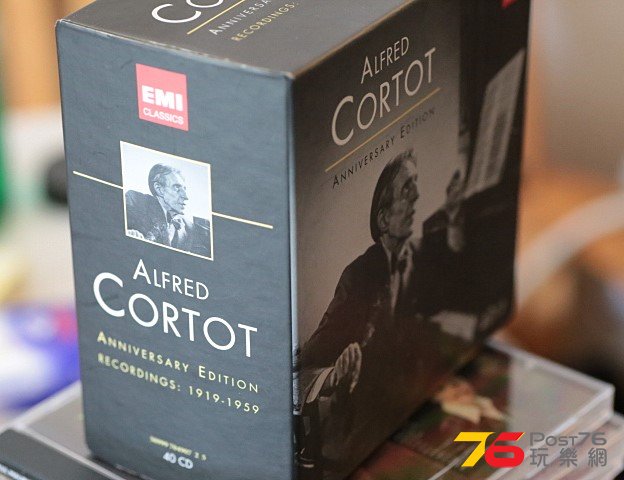 ALFRED
CORTOT
ANNIVERSARY EDITION
EMI
CLASSICS
ALFRED
CORTOT
ANNIVERSARY EDITION
RECORDINGS: 1919-1959
40 CD
RECORDINGS:
76 Post76
玩樂網